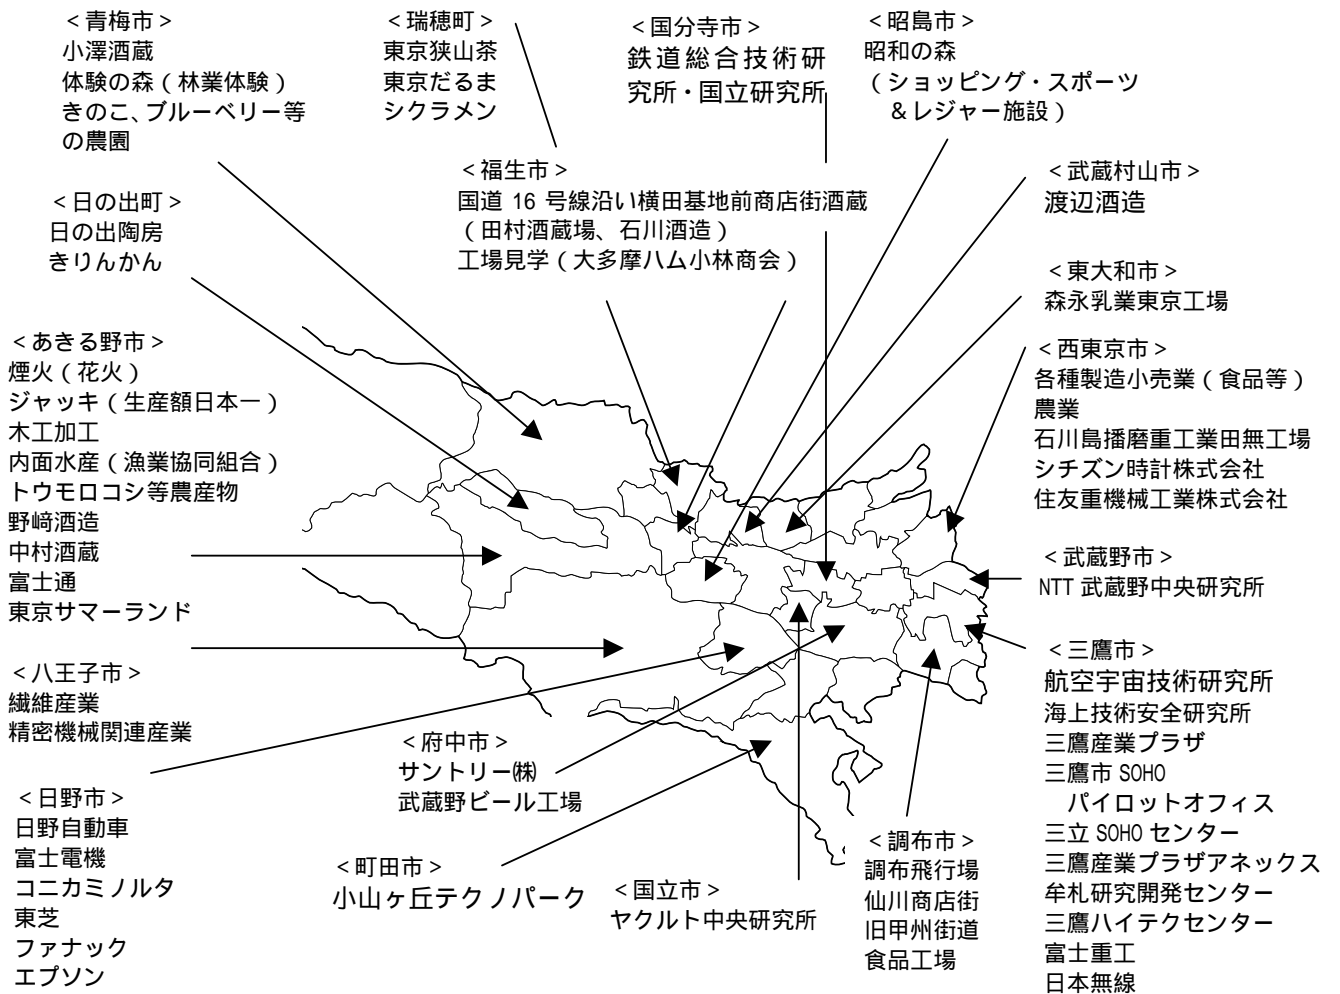 ＜青梅市＞
小澤酒蔵
体験の森（林業体験）
きのこ、ブルーベリー等
の農園
＜瑞穂町＞
東京狭山茶
東京だるま
シクラメン
＜国分寺市＞
鉄道総合技術研
究所・国立研究所
＜昭島市＞
昭和の森
（ショッピング・スポーツ
＆レジャー施設）
＜日の出町＞
日の出陶房
きりんかん
＜福生市＞
国道 16 号線沿い横田基地前商店街酒蔵
（田村酒蔵場、石川酒造）
工場見学（大多摩ハム小林商会）
＜武蔵村山市＞
渡辺酒造
＜東大和市＞
森永乳業東京工場
＜あきる野市＞
煙火（花火）
ジャッキ（生産額日本一）
木工加工
内面水産（漁業協同組合）
トウモロコシ等農産物
野﨑酒造
中村酒蔵
富士通
東京サマーランド
＜西東京市＞
各種製造小売業（食品等）
農業
石川島播磨重工業田無工場
シチズン時計株式会社
住友重機械工業株式会社
＜武蔵野市＞
NTT 武蔵野中央研究所
＜八王子市＞
繊維産業
精密機械関連産業
＜三鷹市＞
航空宇宙技術研究所
海上技術安全研究所
三鷹産業プラザ
三鷹市 SOHO
パイロットオフィス
三立 SOHO センター
三鷹産業プラザアネックス
牟札研究開発センター
三鷹ハイテクセンター
富士重工
日本無線
＜日野市＞
日野自動車
富士電機
コニカミノルタ
東芝
ファナック
エプソン
＜府中市＞
サントリー㈱
武蔵野ビール工場
＜町田市＞
小山ヶ丘テクノパーク
＜国立市＞
ヤクルト中央研究所
＜調布市＞
調布飛行場
仙川商店街
旧甲州街道
食品工場